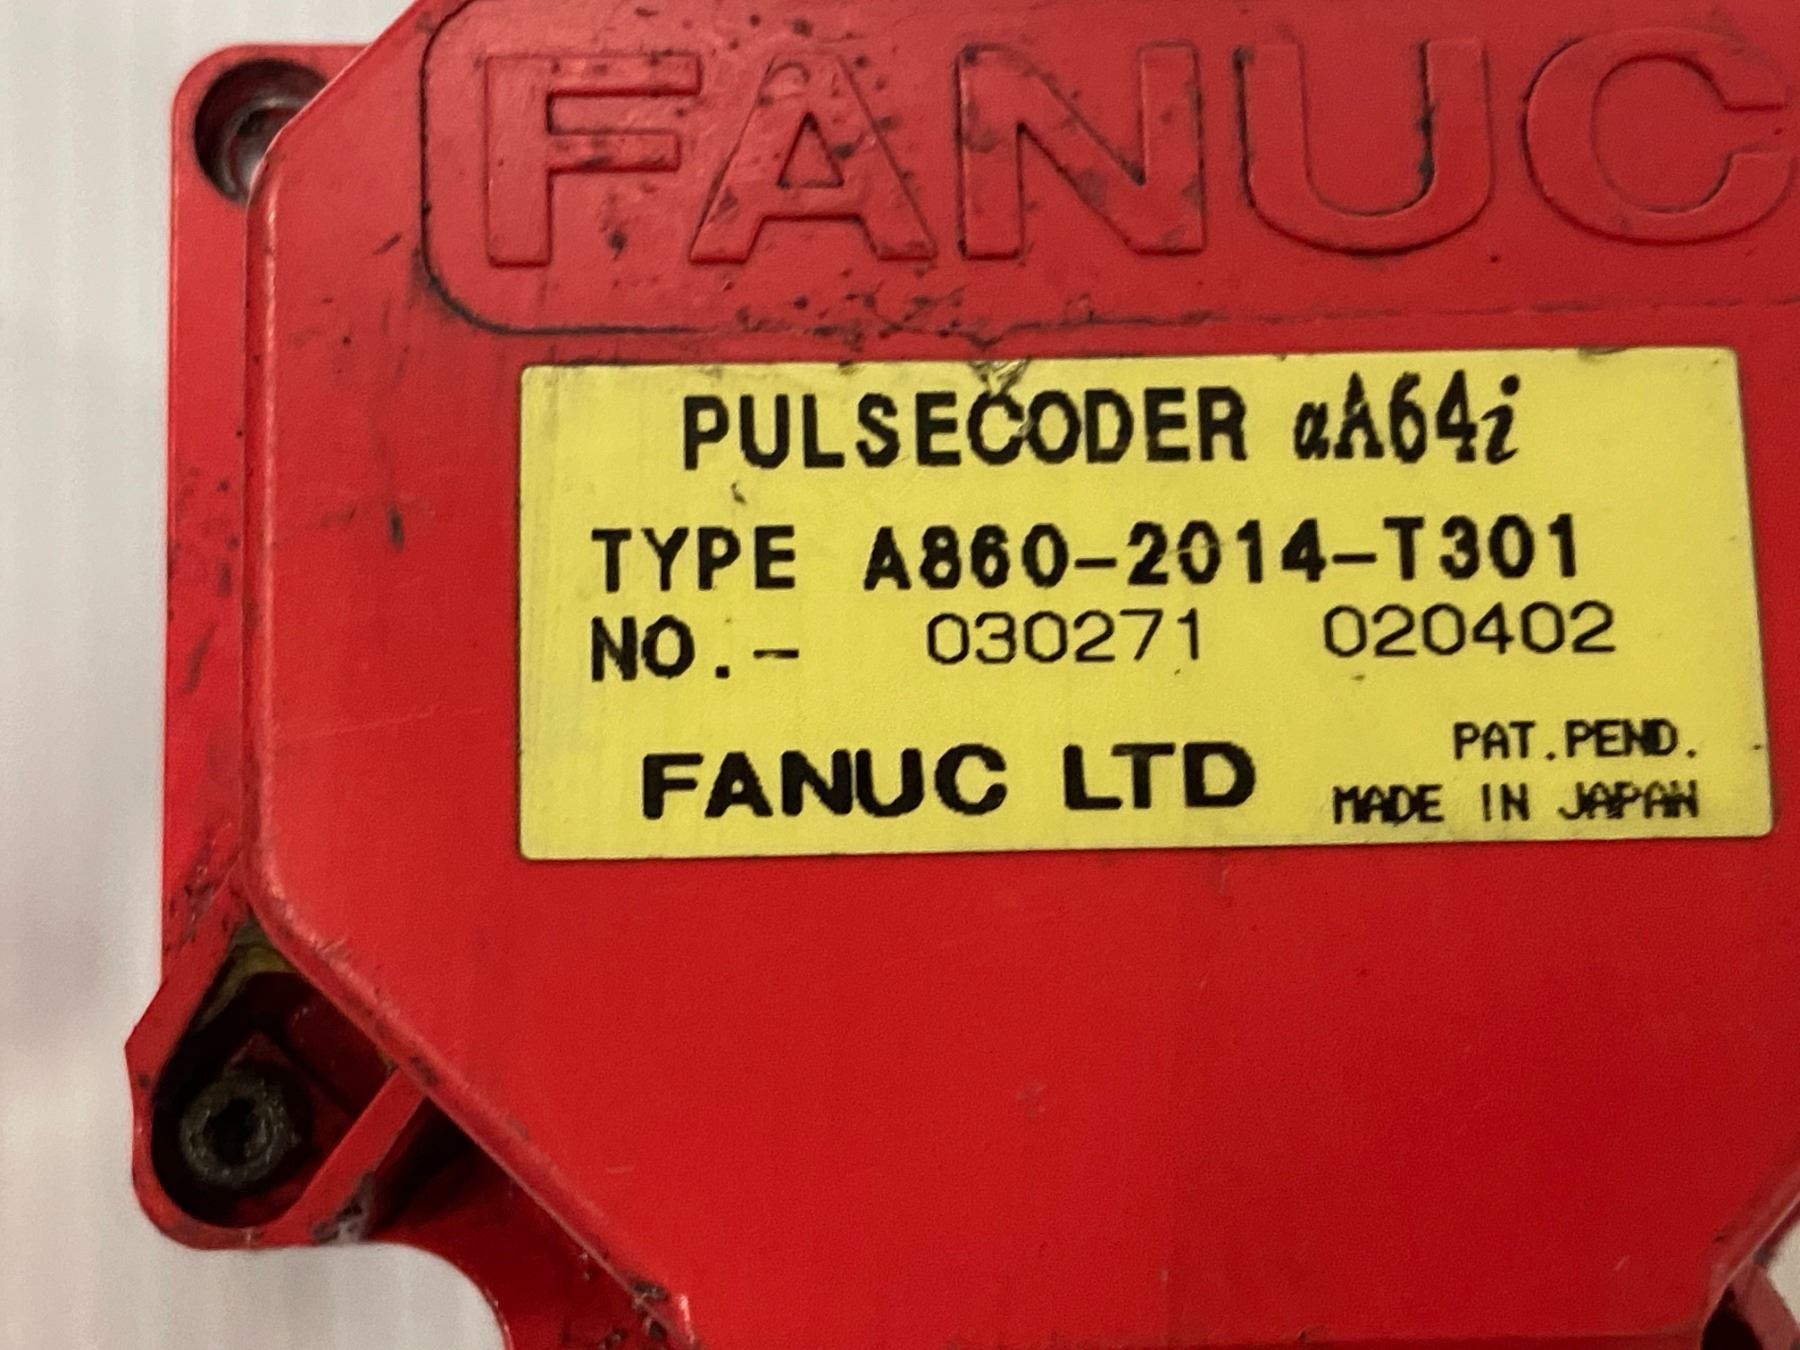 FANUC
PULSECODER αA64i
TYPE A860-2014-T301
NO.- 030271 020402
FANUC LTD PAT.PEND.
MADE IN JAPAN